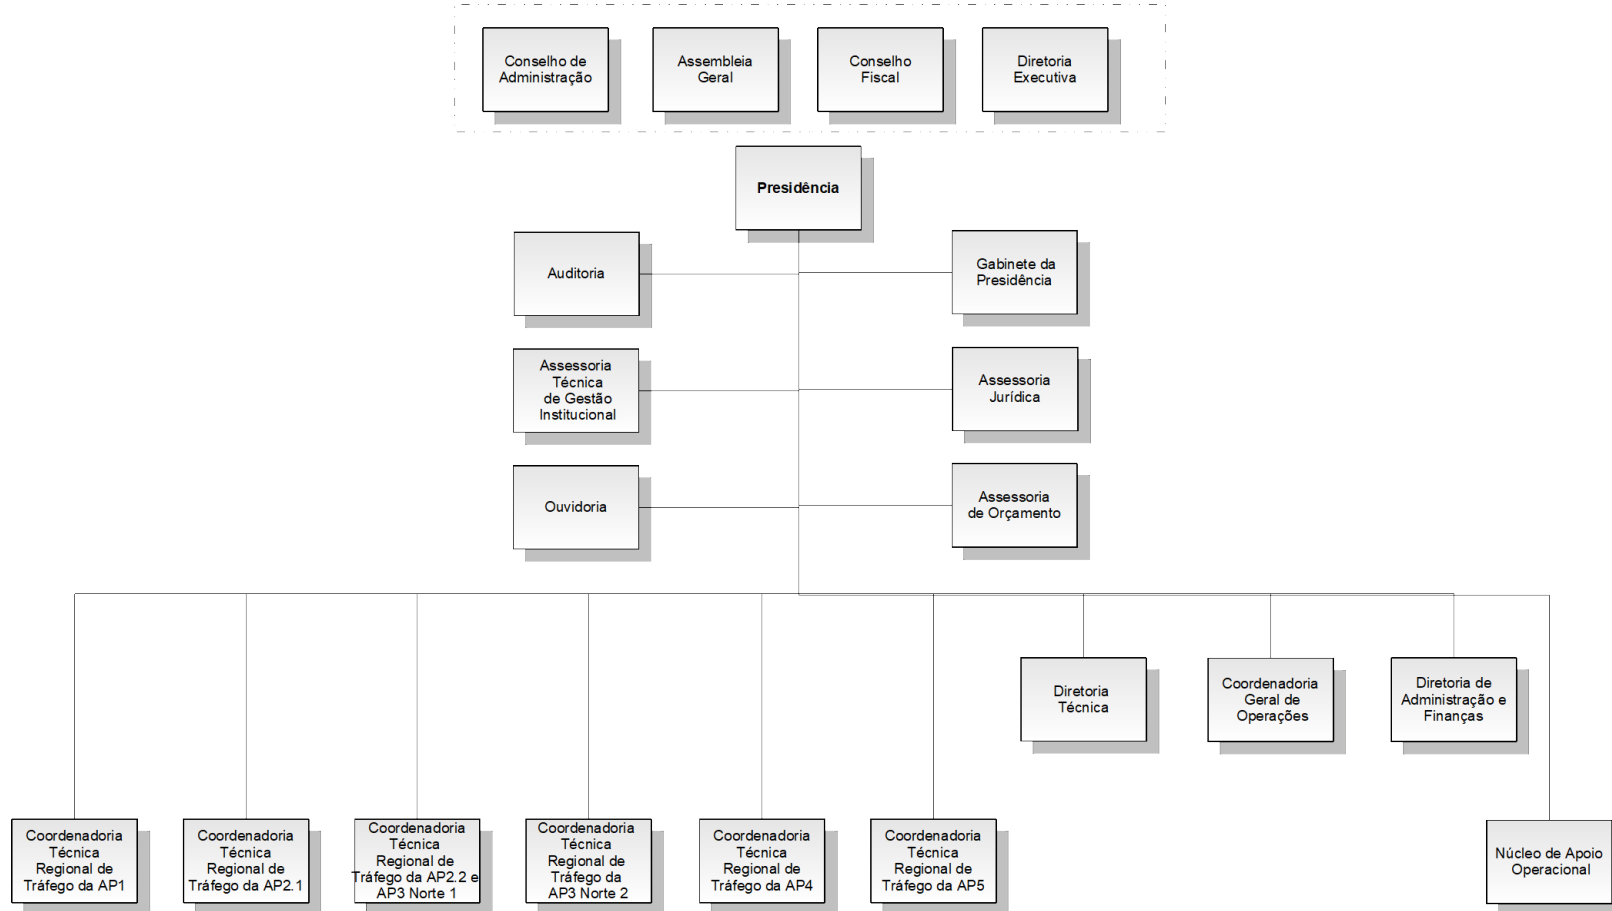 Conselho de
Administração
Assembleia
Geral
Conselho
Fiscal
Diretoria
Executiva
Presidência
Auditoria
Gabinete da
Presidência
Assessoria
Técnica
de Gestão
Institucional
Assessoria
Jurídica
Ouvidoria
Assessoria
de Orçamento
Diretoria
Técnica
Coordenadoria
Geral de
Operações
Diretoria de
Administração e
Finanças
Coordenadoria
Técnica
Regional de
Tráfego da AP1
Coordenadoria
Técnica
Regional de
Tráfego da AP2.1
Coordenadoria
Técnica
Regional de
Tráfego da AP2.2 e
AP3 Norte 1
Coordenadoria
Técnica
Regional de
Tráfego da
AP3 Norte 2
Coordenadoria
Técnica
Regional de
Tráfego da AP4
Coordenadoria
Técnica
Regional de
Tráfego da AP5
Núcleo de Apoio
Operacional